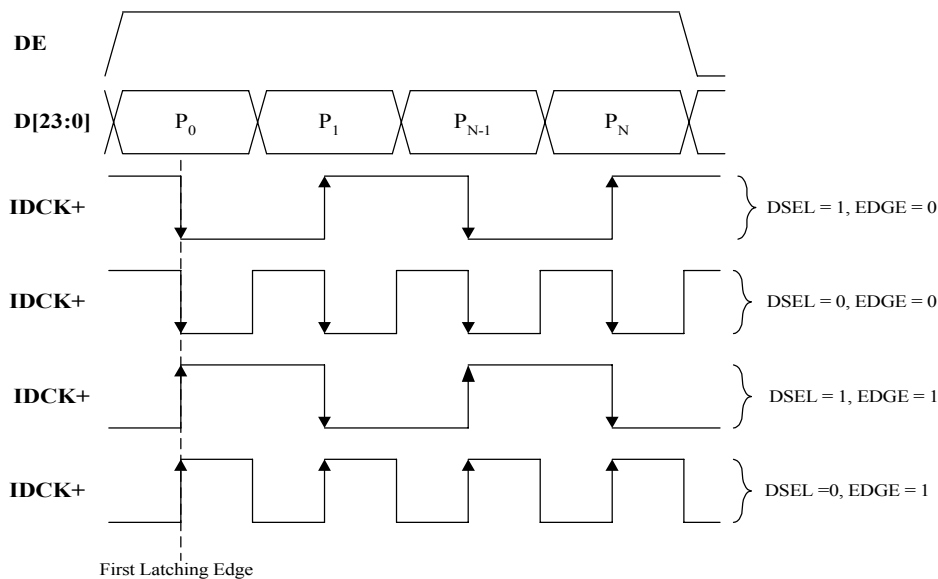 DE
D[23:0] P0 P1 PN-1 PN
IDCK+ DSEL = 1, EDGE = 0
IDCK+ DSEL = 0, EDGE = 0
IDCK+ DSEL = 1, EDGE = 1
IDCK+ DSEL =0, EDGE = 1
First Latching Edge